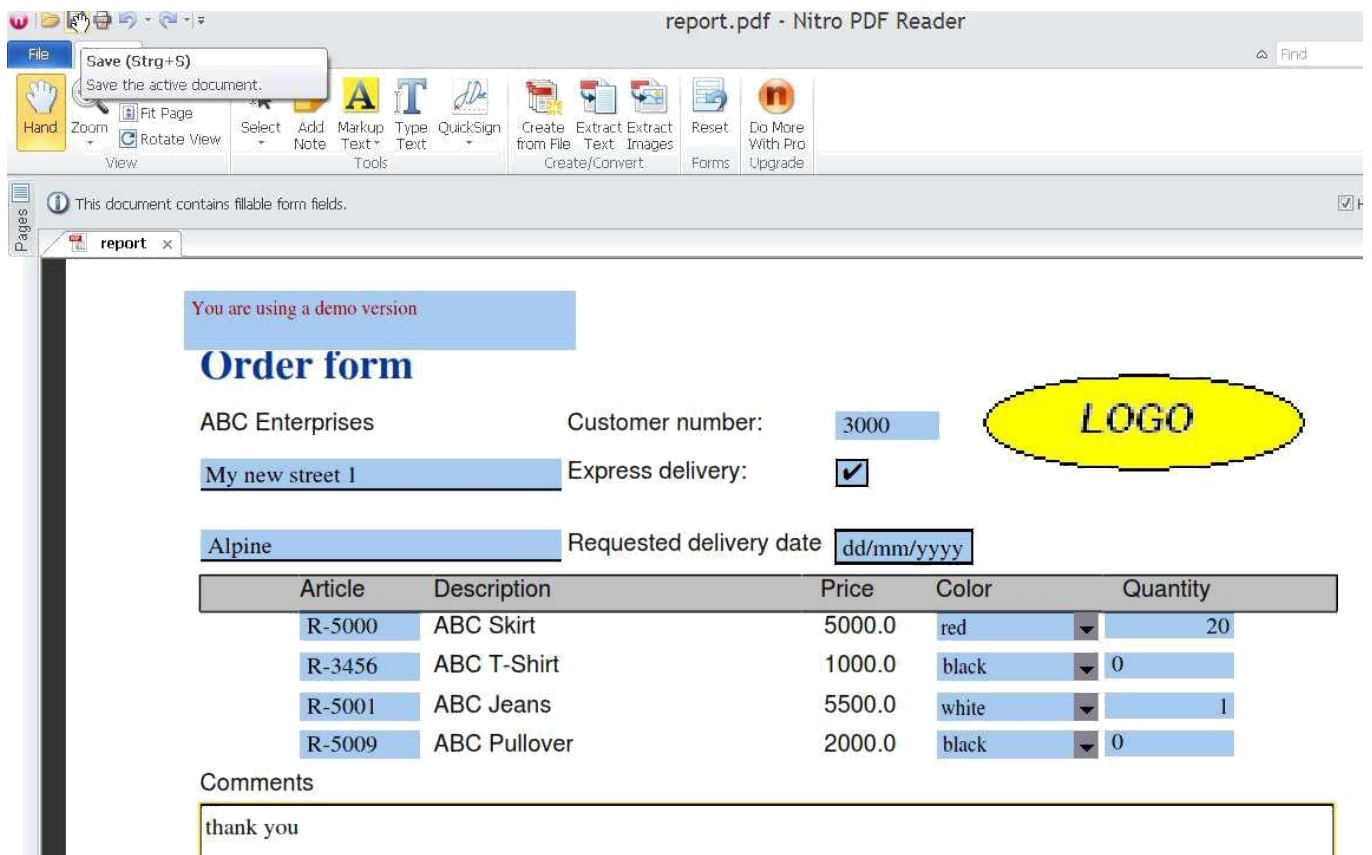 report.pdf - Nitro PDF Reader
File
Find
Save (Strg+S)
Save the active document.
Hand
Zoom
Fit Page
Rotate View
View
Select
Add Note
Markup Text
Type Text
QuickSign
Tools
Create from File
Extract Text
Extract Images
Create/Convert
Reset
Forms
Do More With Pro
Upgrade
Pages
This document contains fillable form fields.
H
report
You are using a demo version
Order form
ABC Enterprises Customer number: 3000
LOGO
My new street 1 Express delivery:
Alpine Requested delivery date dd/mm/yyyy
Article Description Price Color Quantity
R-5000 ABC Skirt 5000.0 red 20
R-3456 ABC T-Shirt 1000.0 black 0
R-5001 ABC Jeans 5500.0 white 1
R-5009 ABC Pullover 2000.0 black 0
Comments
thank you